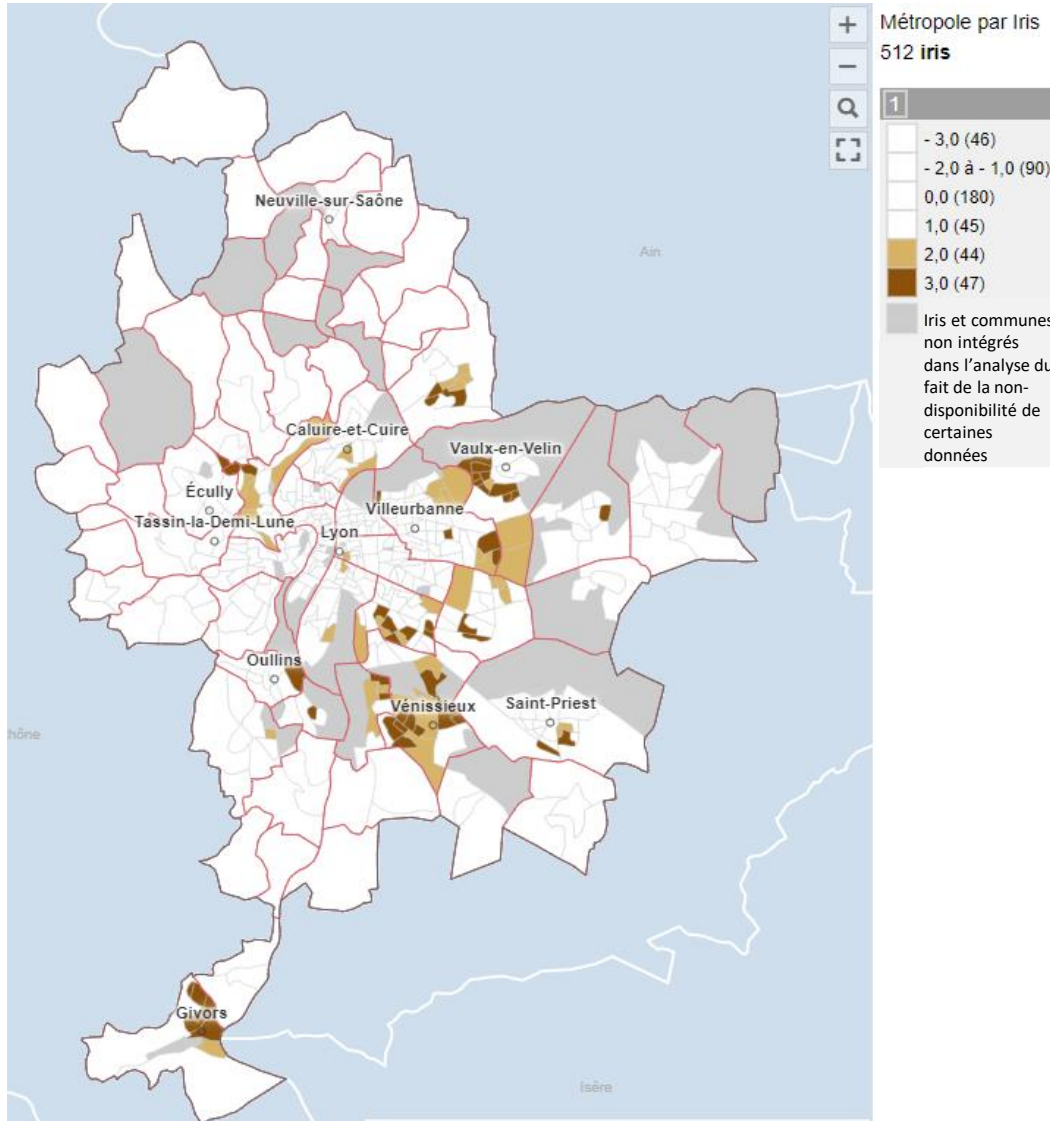 Métropole par Iris
512 iris
1
- 3,0 (46)
- 2,0 à - 1,0 (90)
0,0 (180)
1,0 (45)
2,0 (44)
3,0 (47)
Iris et communes
non intégrés
dans l’analyse du
fait de la non-
disponibilité de
certaines
données
Neuville-sur-Saône
Ain
Caluire-et-Cuire
Vaulx-en-Velin
Écully
Villeurbanne
Tassin-la-Demi-Lune
Lyon
Oullins
Vénissieux
Saint-Priest
hône
Givors
Isère